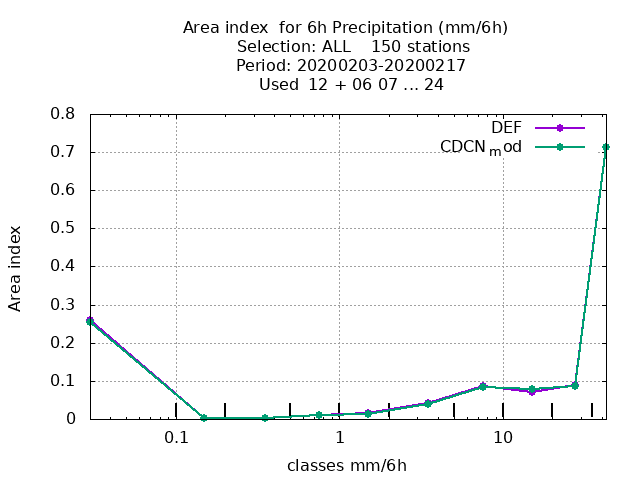 Area index  for 6h Precipitation (mm/6h)
Selection: ALL    150 stations
Period: 20200203-20200217
Used  12 + 06 07 ... 24
DEF
CDCN_mod
0.8
0.7
0.6
0.5
0.4
0.3
0.2
0.1
0
Area index
0.1
1
10
classes mm/6h